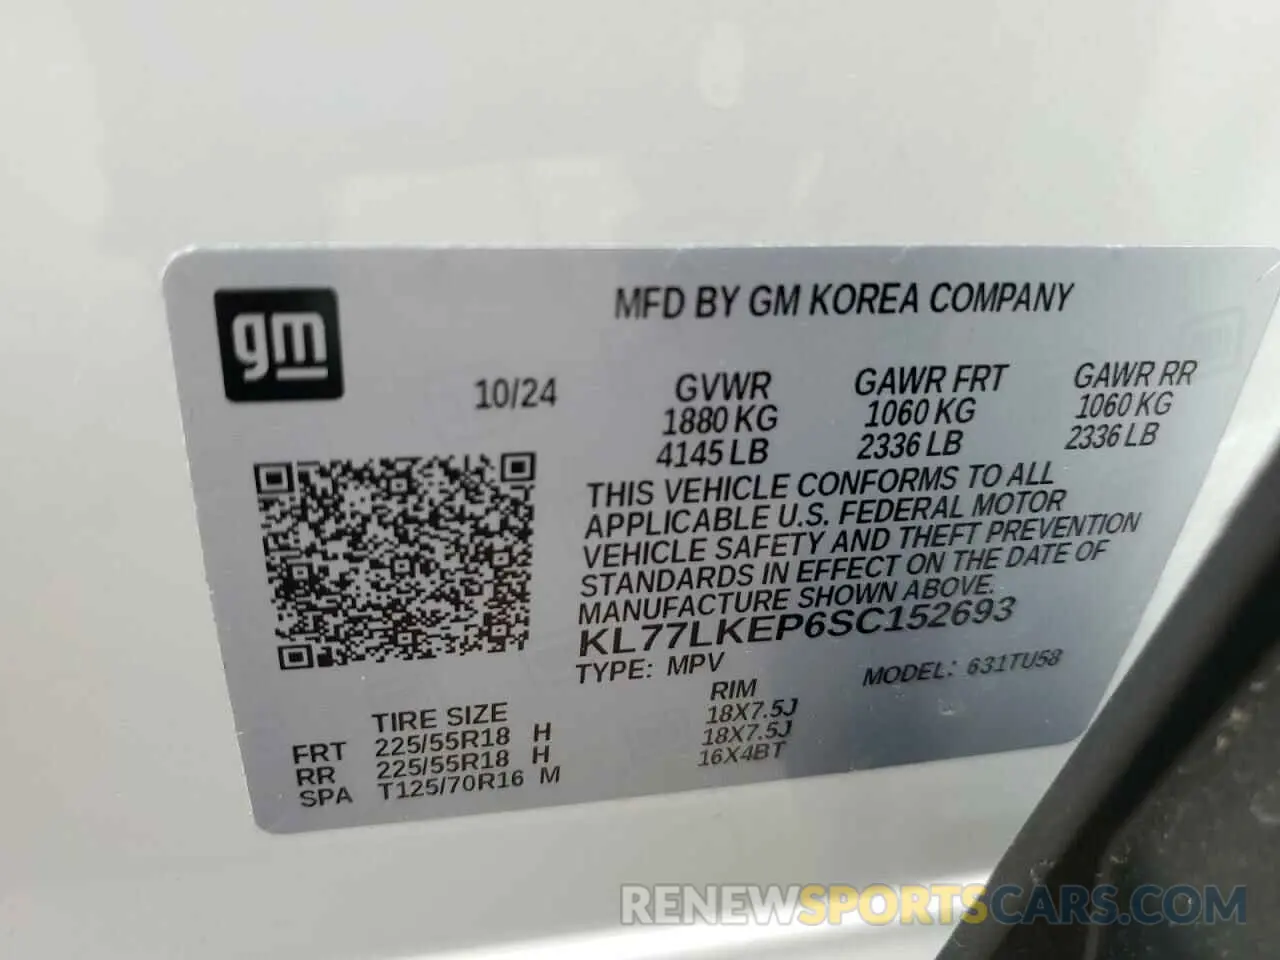 gm
MFD BY GM KOREA COMPANY
10/24
GVWR GAWR FRT GAWR RR
1880 KG 1060 KG 1060 KG
4145 LB 2336 LB 2336 LB
THIS VEHICLE CONFORMS TO ALL
APPLICABLE U.S. FEDERAL MOTOR
VEHICLE SAFETY AND THEFT PREVENTION
STANDARDS IN EFFECT ON THE DATE OF
MANUFACTURE SHOWN ABOVE.
KL77LKEP6SC152693
TYPE: MPV MODEL: 631TU58
TIRE SIZE RIM
FRT 225/55R18 H 18X7.5J
RR 225/55R18 H 18X7.5J
SPA T125/70R16 M 16X4BT
RENEWSPORTSCARS.COM